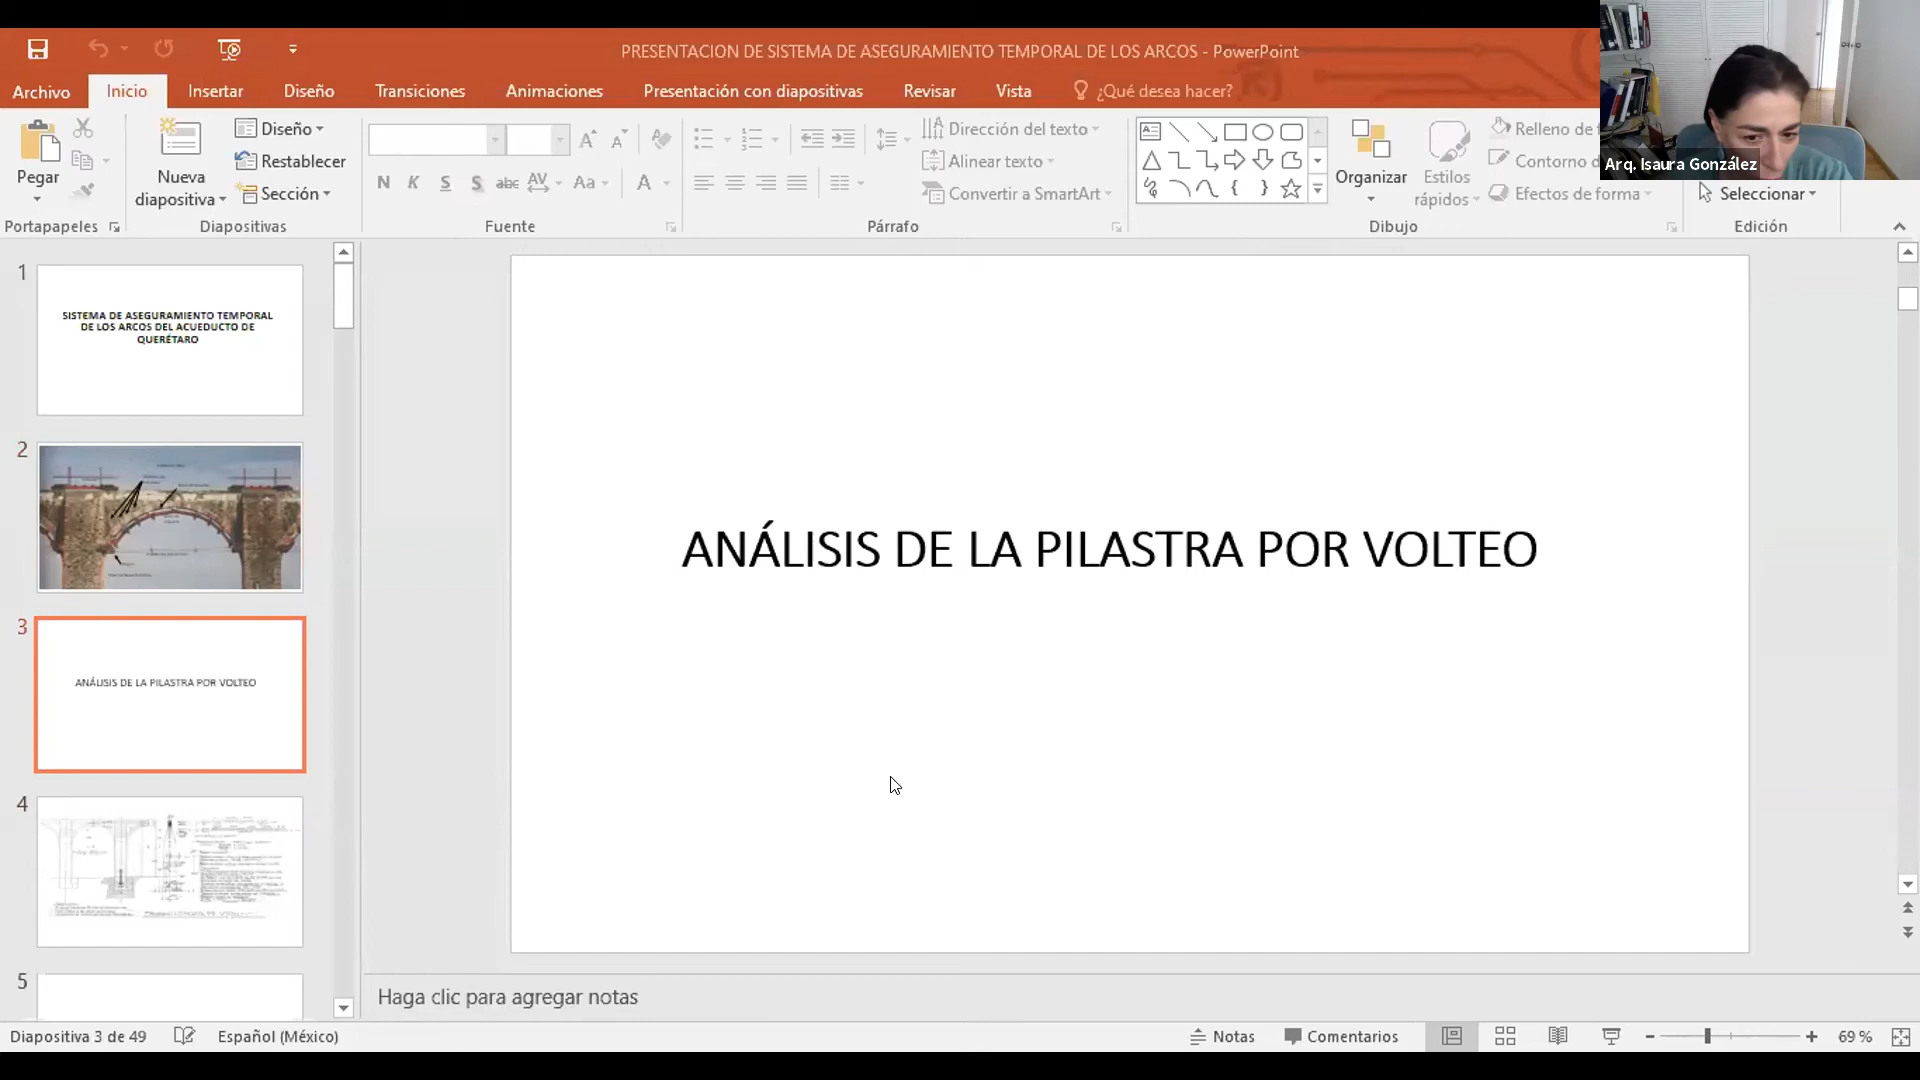 PRESENTACION DE SISTEMA DE ASEGURAMIENTO TEMPORAL DE LOS ARCOS - PowerPoint
Archivo Inicio Insertar Diseño Transiciones Animaciones Presentación con diapositivas Revisar Vista ¿Qué desea hacer?
Pegar
Portapapeles
Nueva
diapositiva
Diseño
Restablecer
Sección
Diapositivas
N K S S abc AV Aa A
Fuente
Dirección del texto
Alinear texto
Convertir a SmartArt
Párrafo
Organizar
Estilos
rápidos
Relleno de
Contorno d
Efectos de forma
Dibujo
Seleccionar
Edición
Arq. Isaura González
1
SISTEMA DE ASEGURAMIENTO TEMPORAL
DE LOS ARCOS DEL ACUEDUCTO DE
QUERÉTARO
2
3
ANÁLISIS DE LA PILASTRA POR VOLTEO
4
5
ANÁLISIS DE LA PILASTRA POR VOLTEO
Haga clic para agregar notas
Diapositiva 3 de 49 Español (México) Notas Comentarios 69 %